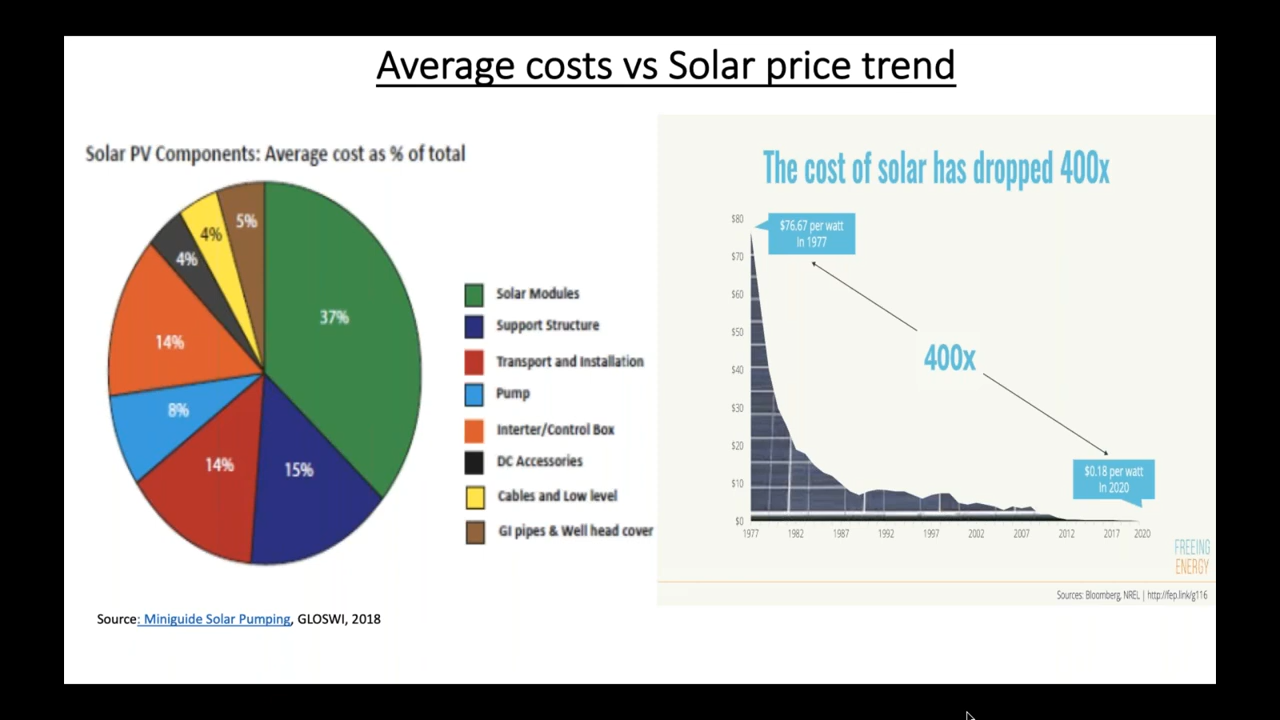 Average costs vs Solar price trend
Solar PV Components: Average cost as % of total
5%
4%
4%
37%
14%
8%
14%
15%
Solar Modules
Support Structure
Transport and Installation
Pump
Interter/Control Box
DC Accessories
Cables and Low level
GI pipes & Well head cover
Source: Miniguide Solar Pumping, GLOSWI, 2018
The cost of solar has dropped 400x
$80
$70
$60
$50
$40
$30
$20
$10
$0
$76.67 per watt
In 1977
400x
$0.18 per watt
In 2020
1977 1982 1987 1992 1997 2002 2007 2012 2017 2020
FREEING
ENERGY
Sources: Bloomberg, NREL | http://fep.link/g116